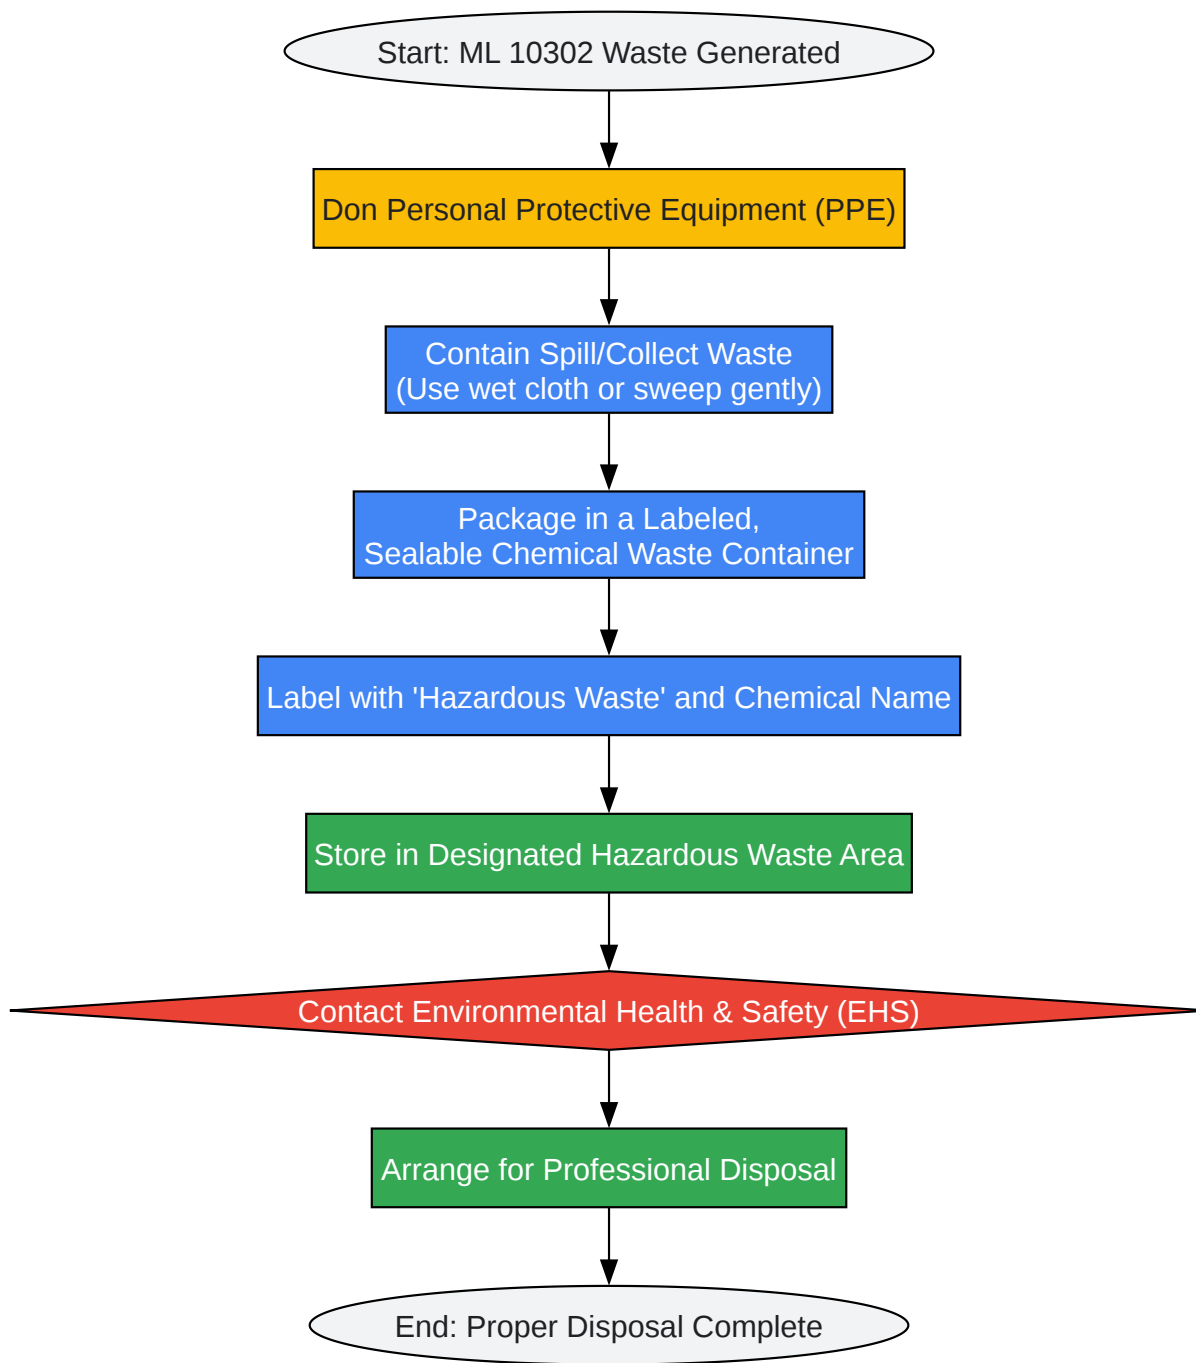 Start: ML 10302 Waste Generated
Don Personal Protective Equipment (PPE)
Contain Spill/Collect Waste
(Use wet cloth or sweep gently)
Package in a Labeled,
Sealable Chemical Waste Container
Label with 'Hazardous Waste' and Chemical Name
Store in Designated Hazardous Waste Area
Contact Environmental Health & Safety (EHS)
Arrange for Professional Disposal
End: Proper Disposal Complete